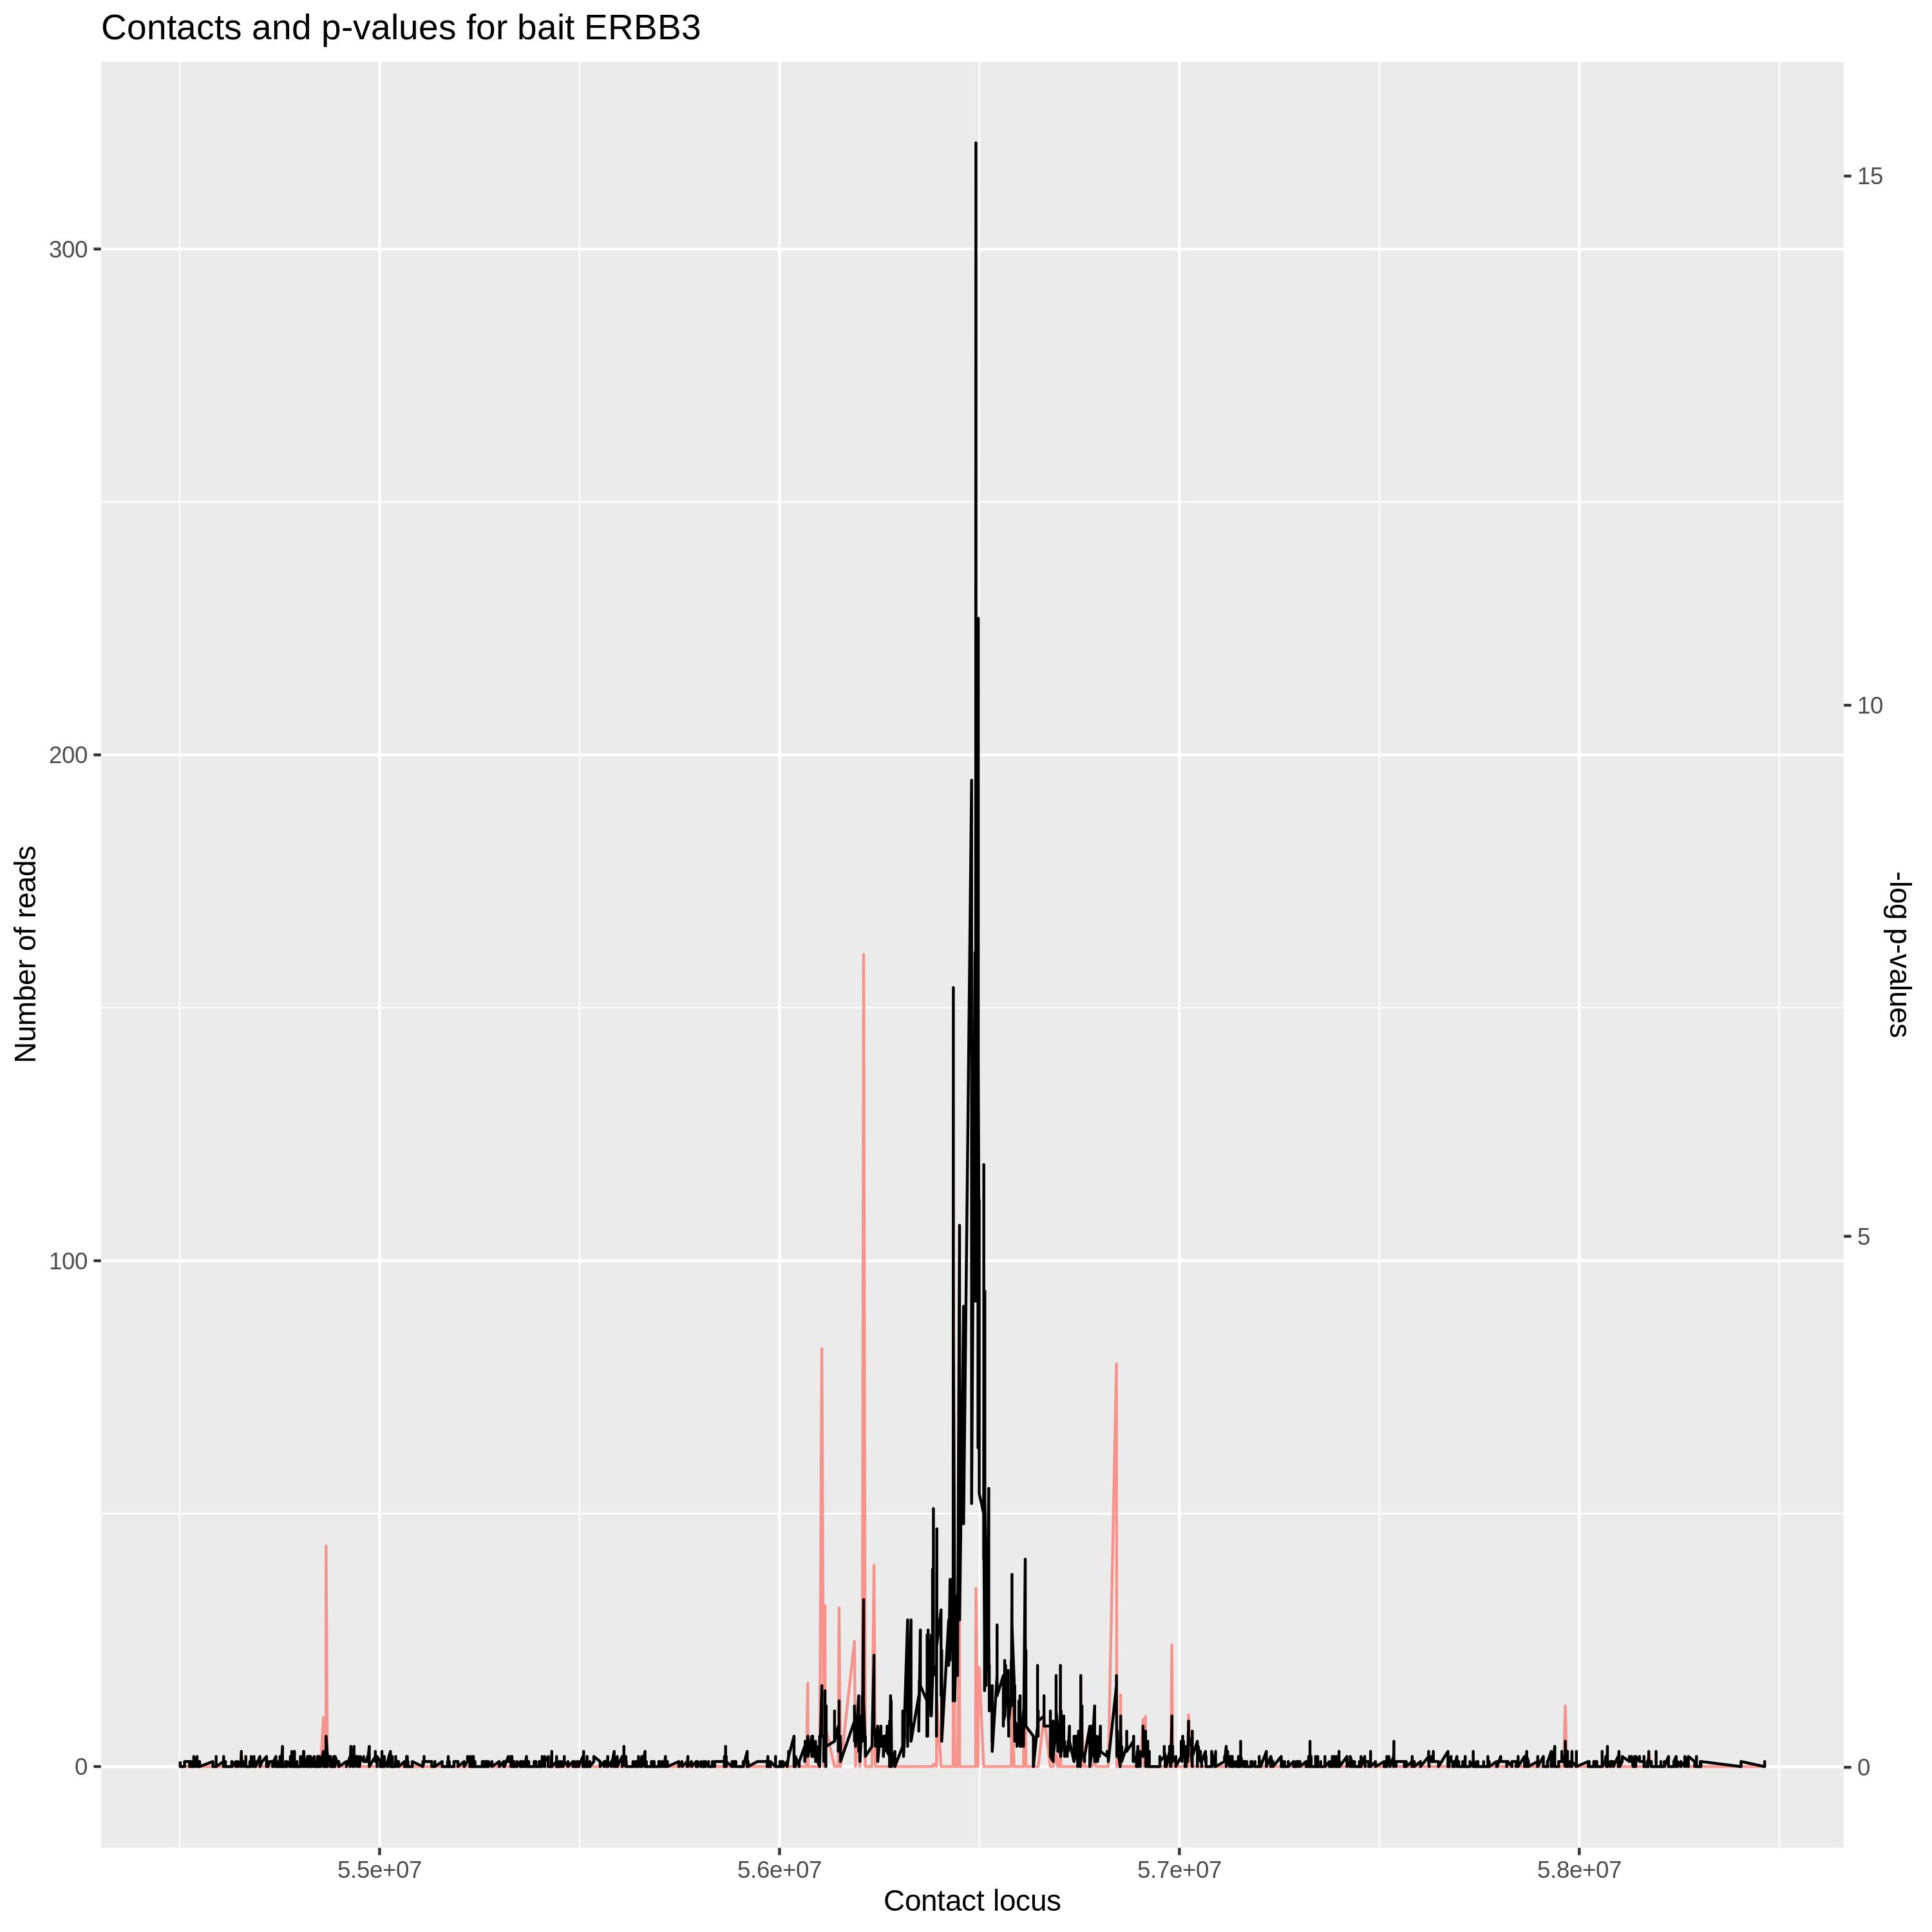 Contacts and p-values for bait ERBB3
300
200
100
0
Number of reads
15
10
5
0
-log p-values
5.5e+07 5.6e+07 5.7e+07 5.8e+07
Contact locus